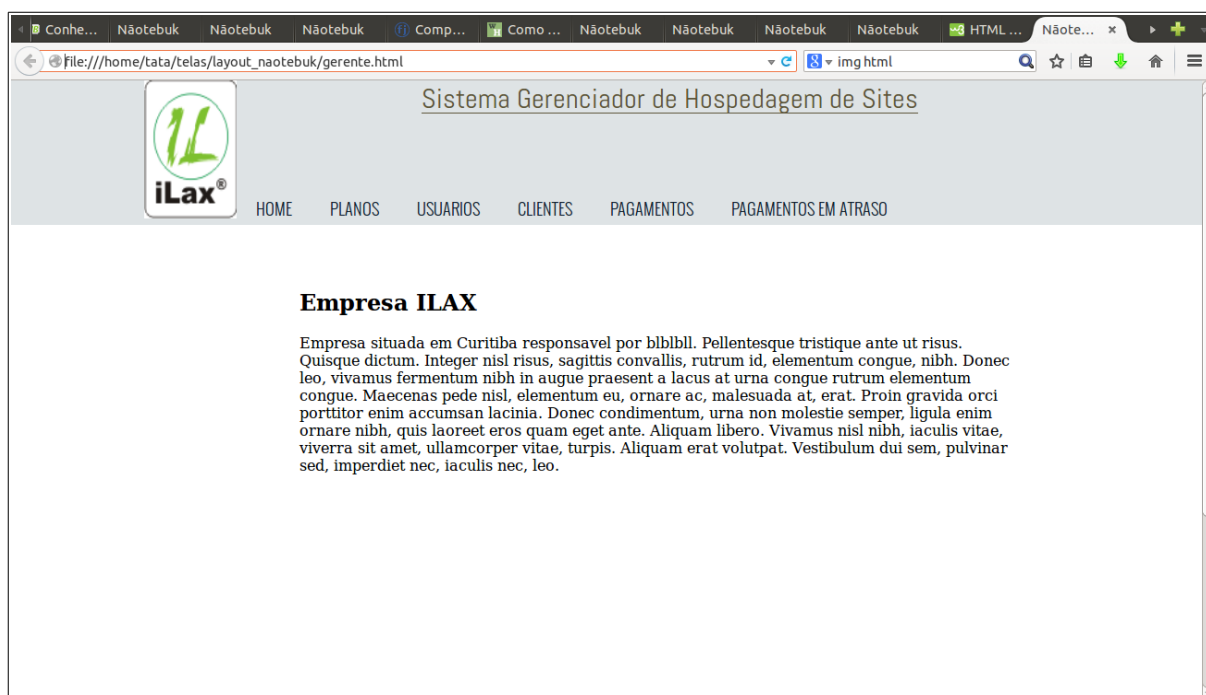 Conhe... Nãotebuk Nãotebuk Nãotebuk Comp... Como ... Nãotebuk Nãotebuk Nãotebuk Nãotebuk HTML ... Nãote... ×
file:///home/tata/telas/layout_naotebuk/gerente.html img html
Sistema Gerenciador de Hospedagem de Sites
iLax®
HOME PLANOS USUARIOS CLIENTES PAGAMENTOS PAGAMENTOS EM ATRASO
Empresa ILAX
Empresa situada em Curitiba responsavel por blblbll. Pellentesque tristique ante ut risus.
Quisque dictum. Integer nisl risus, sagittis convallis, rutrum id, elementum congue, nibh. Donec
leo, vivamus fermentum nibh in augue praesent a lacus at urna congue rutrum elementum
congue. Maecenas pede nisl, elementum eu, ornare ac, malesuada at, erat. Proin gravida orci
porttitor enim accumsan lacinia. Donec condimentum, urna non molestie semper, ligula enim
ornare nibh, quis laoreet eros quam eget ante. Aliquam libero. Vivamus nisl nibh, iaculis vitae,
viverra sit amet, ullamcorper vitae, turpis. Aliquam erat volutpat. Vestibulum dui sem, pulvinar
sed, imperdiet nec, iaculis nec, leo.